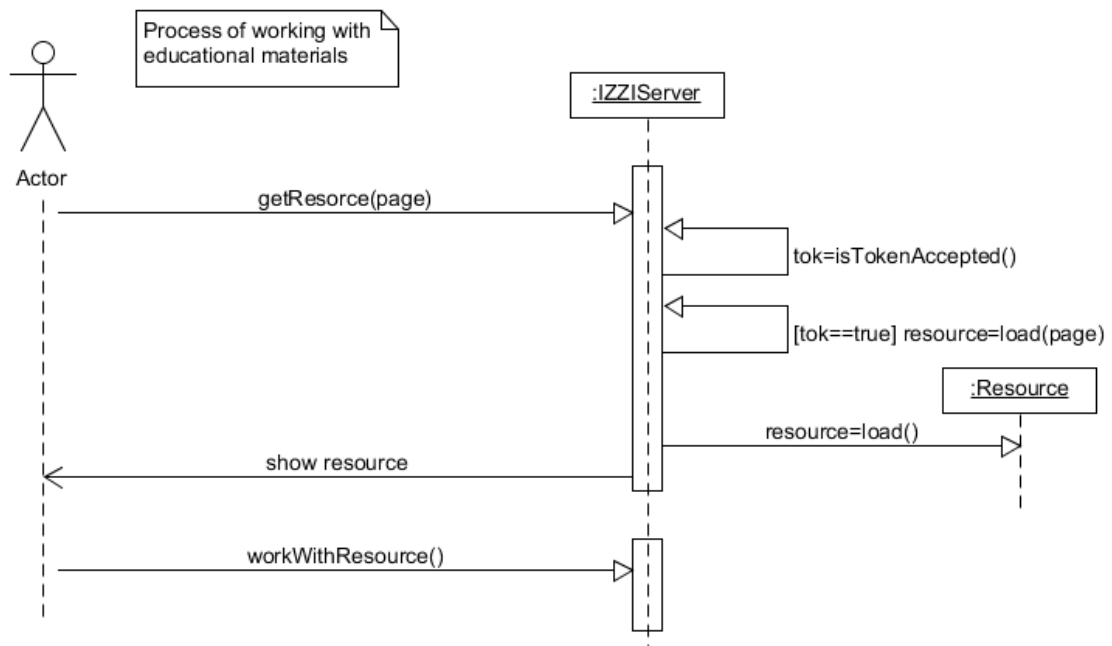 Process of working with
educational materials
:IZZIServer
Actor
getResorce(page)
tok=isTokenAccepted()
[tok==true] resource=load(page)
:Resource
resource=load()
show resource
workWithResource()